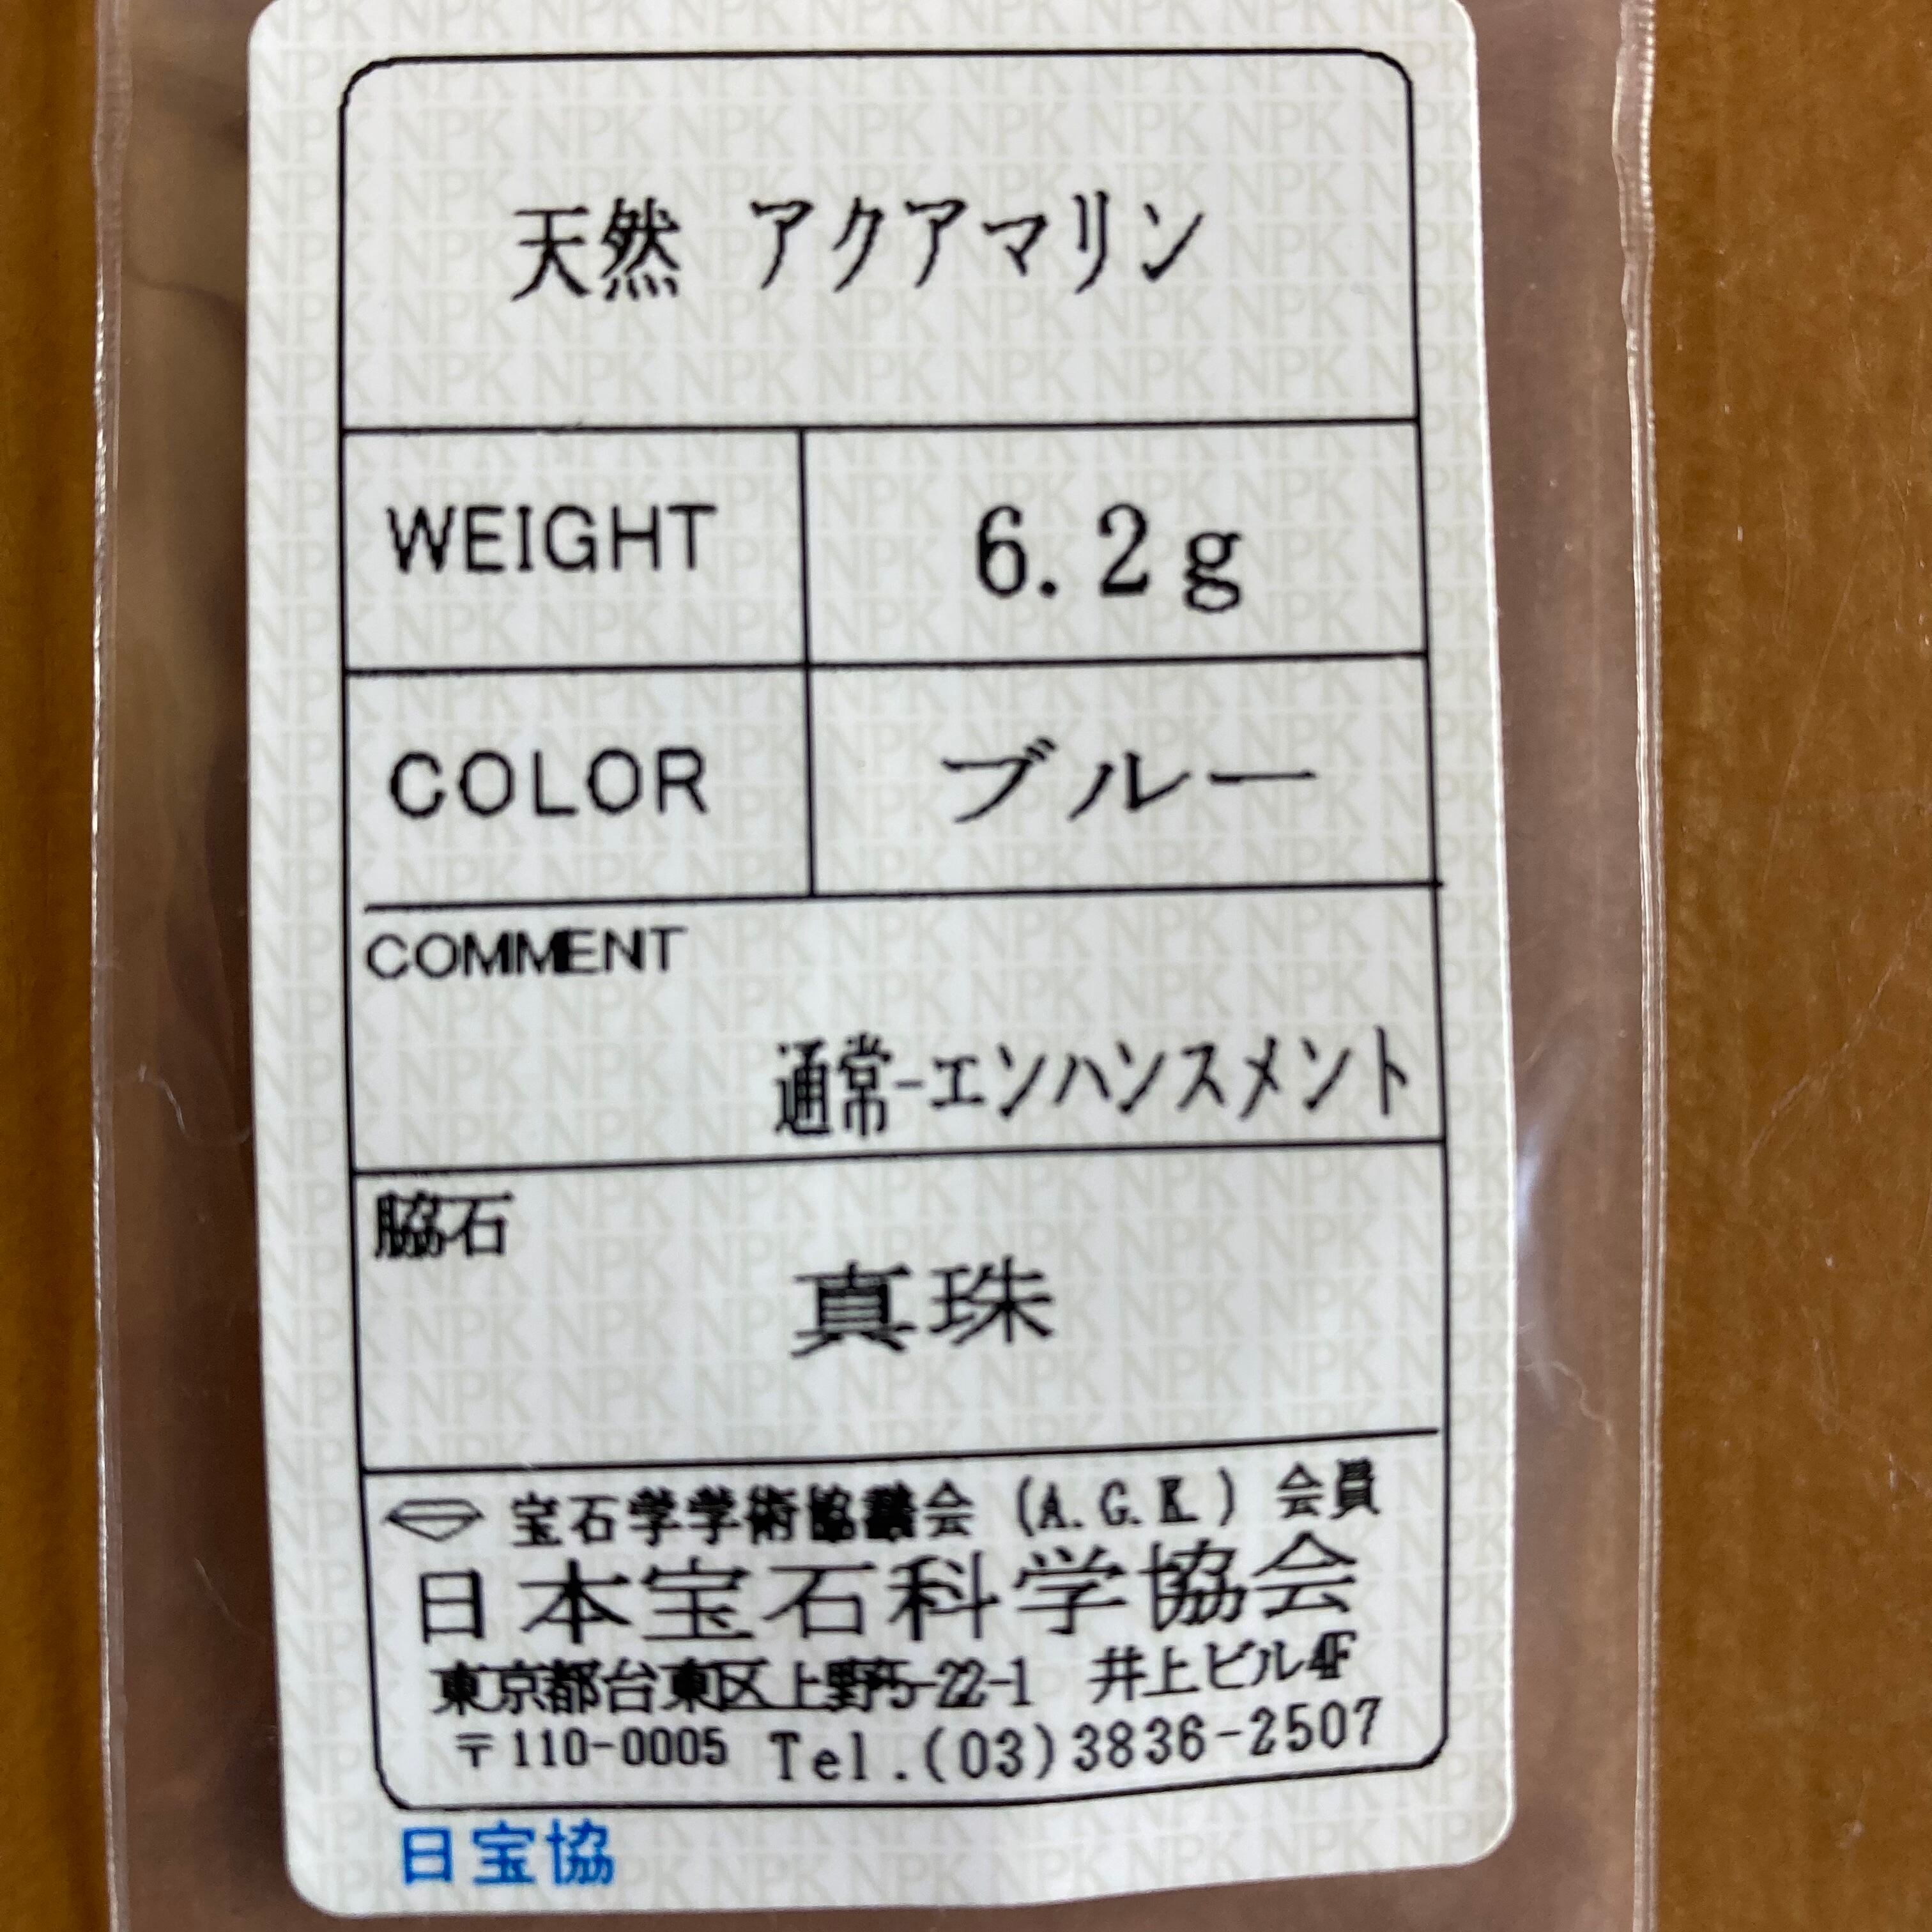 天然 アクアマリン
WEIGHT 6.2g
COLOR ブルー
COMMENT
通常-エンハンスメント
脇石
真珠
宝石学学術協議会 (A.G.K.) 会員
日本宝石科学協会
東京都台東区上野5-22-1 井上ビル4F
〒110-0005 Tel.(03)3836-2507
日宝協